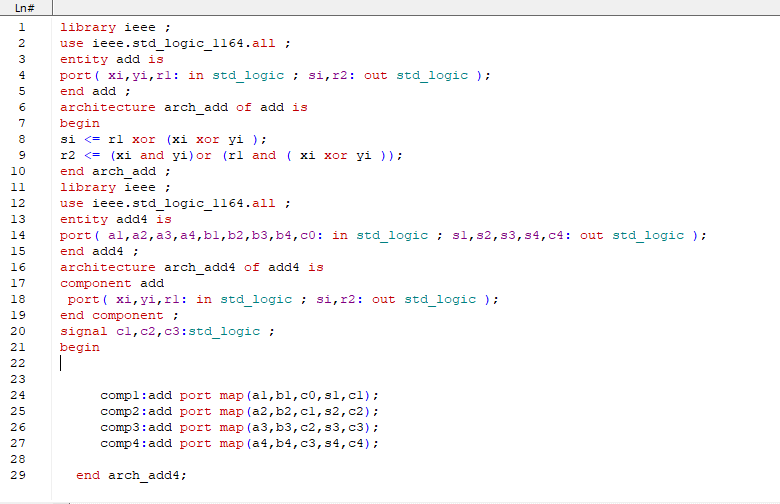 Ln#
1 library ieee ;
2 use ieee.std_logic_1164.all ;
3 entity add is
4 port( xi,yi,r1: in std_logic ; si,r2: out std_logic );
5 end add ;
6 architecture arch_add of add is
7 begin
8 si <= r1 xor (xi xor yi );
9 r2 <= (xi and yi)or (r1 and ( xi xor yi ));
10 end arch_add ;
11 library ieee ;
12 use ieee.std_logic_1164.all ;
13 entity add4 is
14 port( a1,a2,a3,a4,b1,b2,b3,b4,c0: in std_logic ; s1,s2,s3,s4,c4: out std_logic );
15 end add4 ;
16 architecture arch_add4 of add4 is
17 component add
18  port( xi,yi,r1: in std_logic ; si,r2: out std_logic );
19 end component ;
20 signal c1,c2,c3:std_logic ;
21 begin
22
23
24      comp1:add port map(a1,b1,c0,s1,c1);
25      comp2:add port map(a2,b2,c1,s2,c2);
26      comp3:add port map(a3,b3,c2,s3,c3);
27      comp4:add port map(a4,b4,c3,s4,c4);
28
29   end arch_add4;